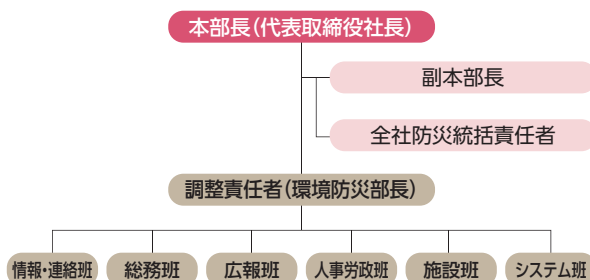 本部長(代表取締役社長)
副本部長
全社防災統括責任者
調整責任者(環境防災部長)
情報・連絡班
総務班
広報班
人事労政班
施設班
システム班